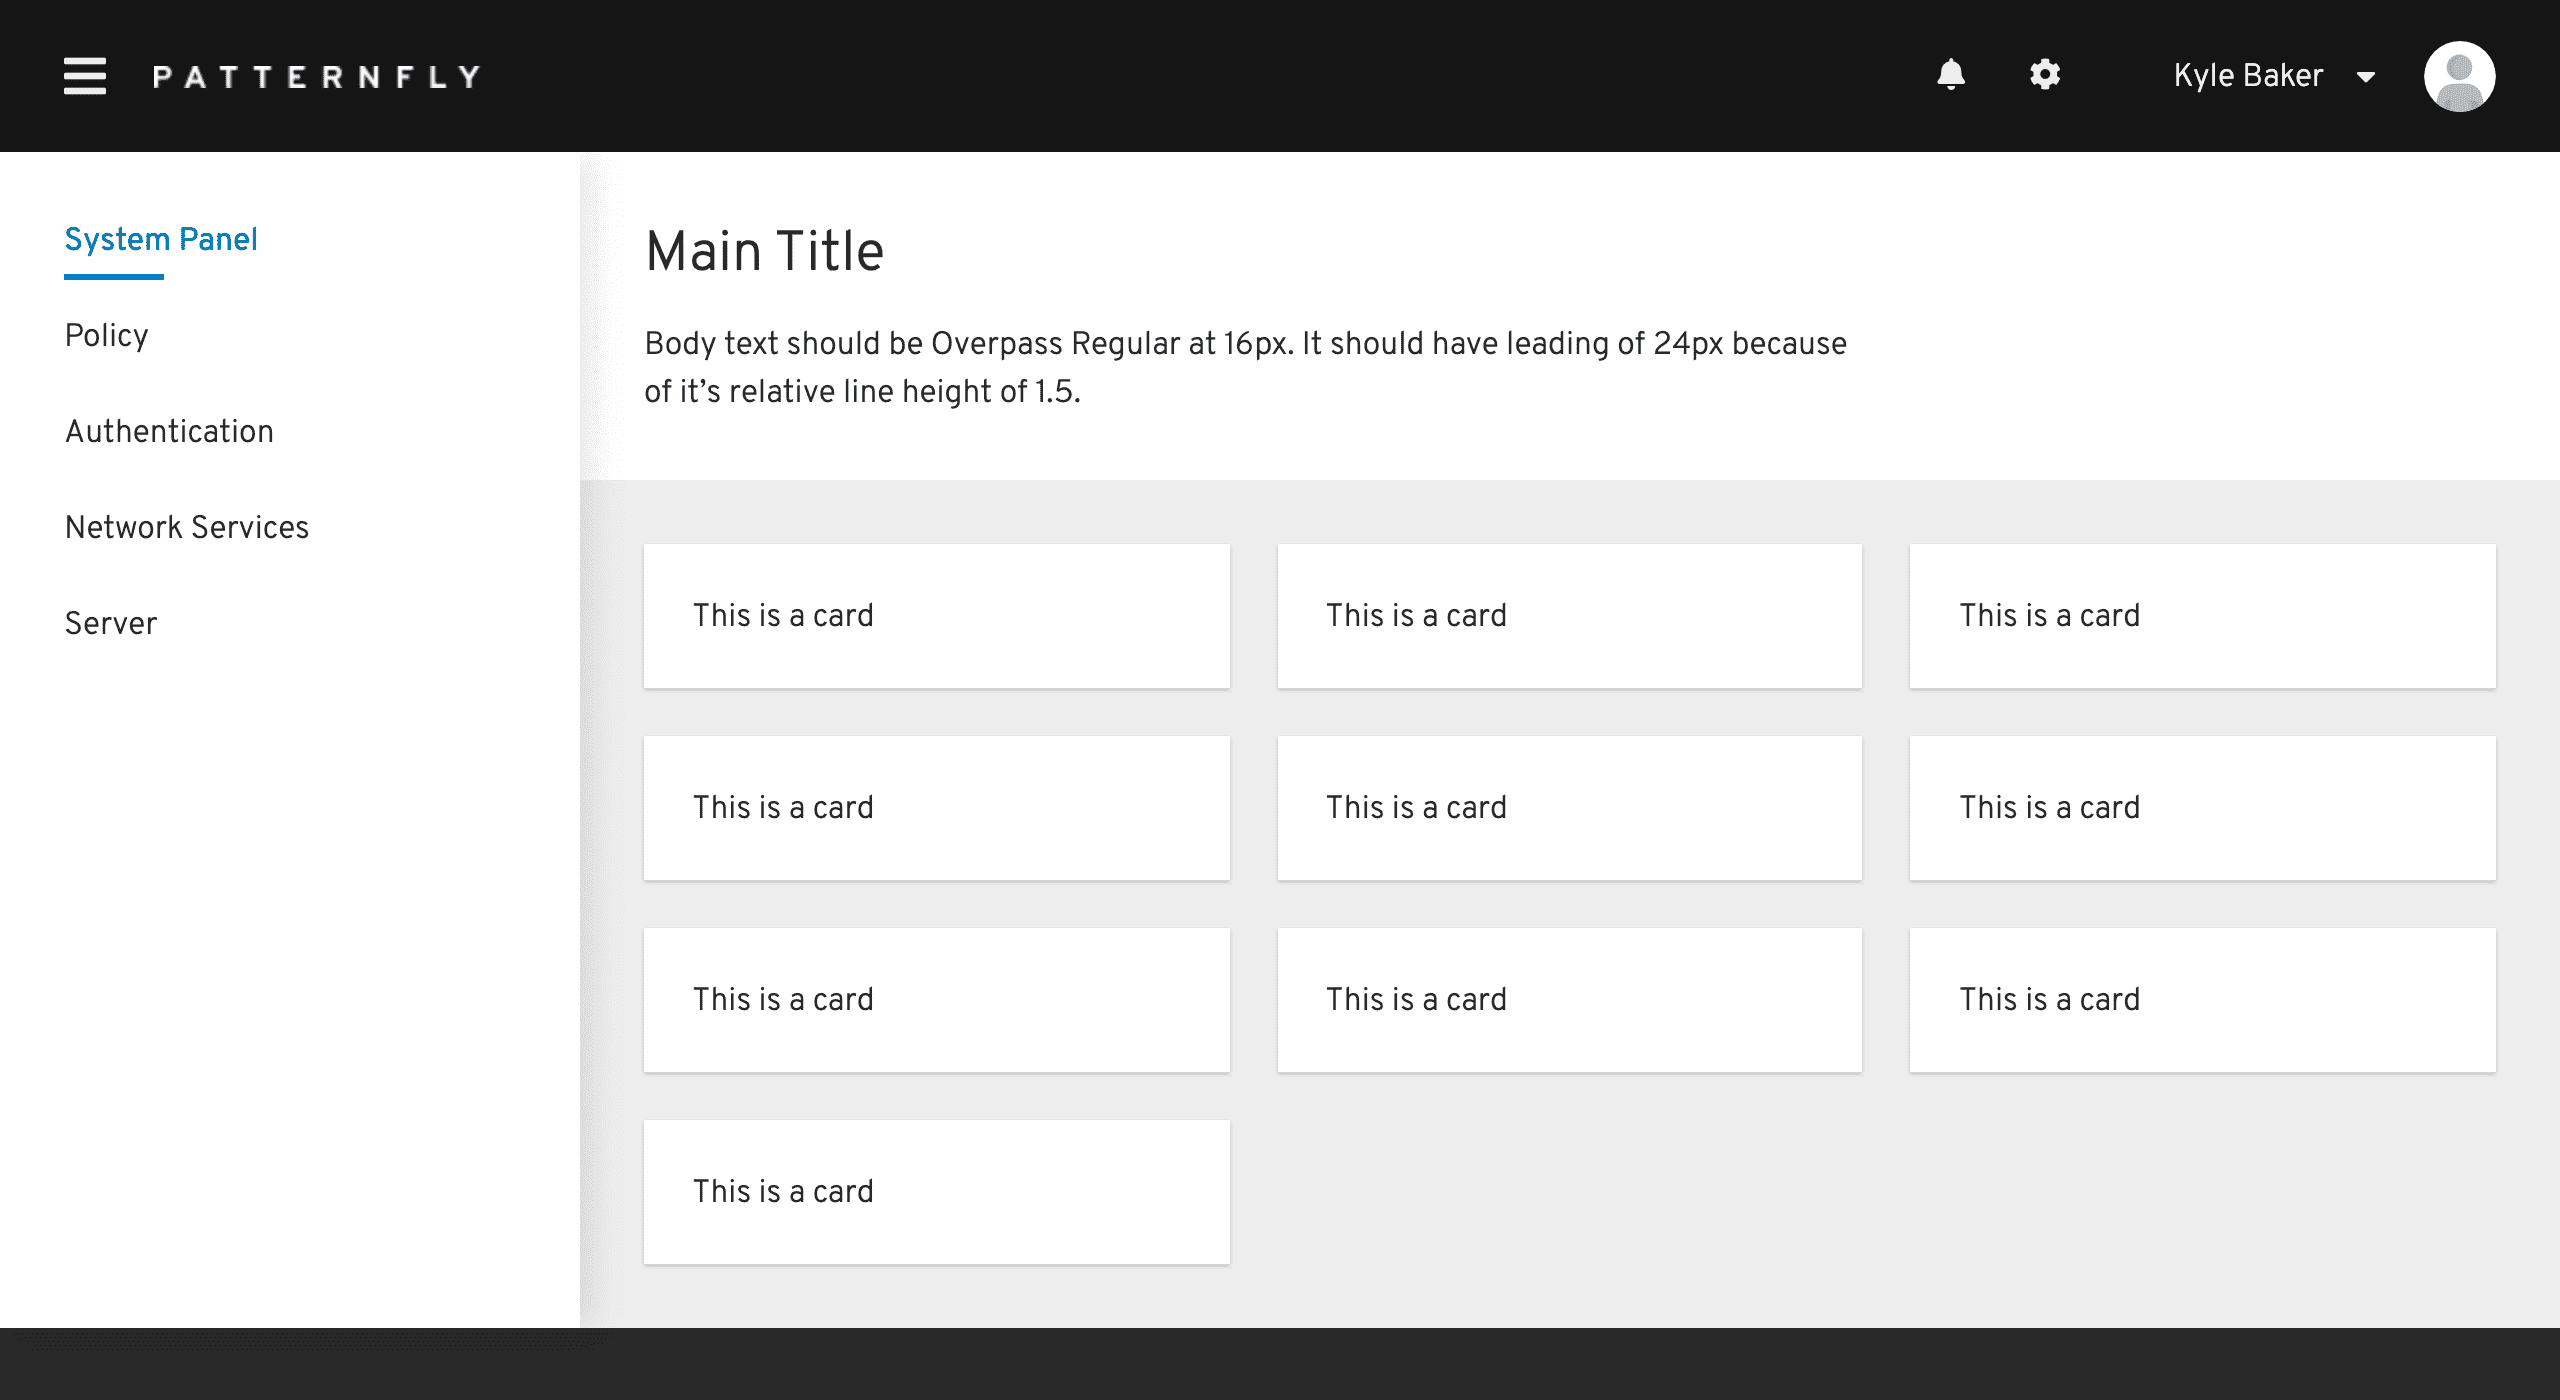 PATTERNFLY
Kyle Baker
System Panel
Policy
Authentication
Network Services
Server
Main Title
Body text should be Overpass Regular at 16px. It should have leading of 24px because
of it’s relative line height of 1.5.
This is a card
This is a card
This is a card
This is a card
This is a card
This is a card
This is a card
This is a card
This is a card
This is a card